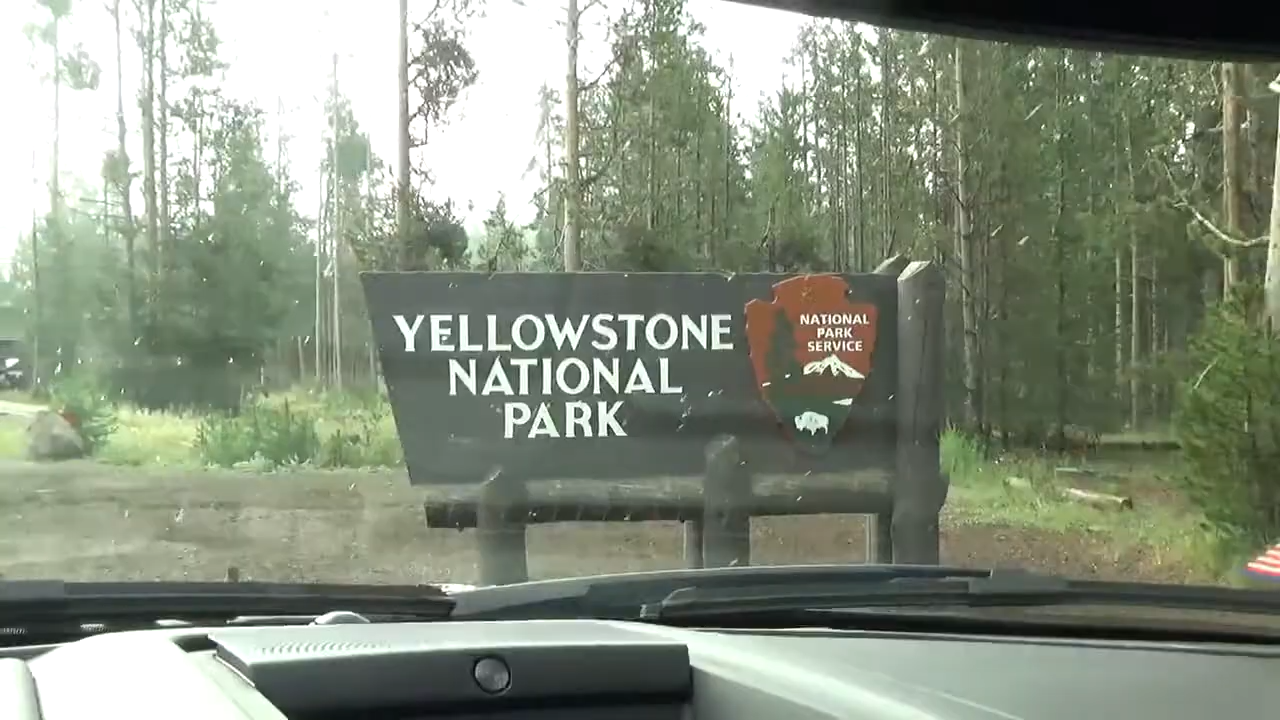 YELLOWSTONE
NATIONAL
PARK
NATIONAL
PARK
SERVICE